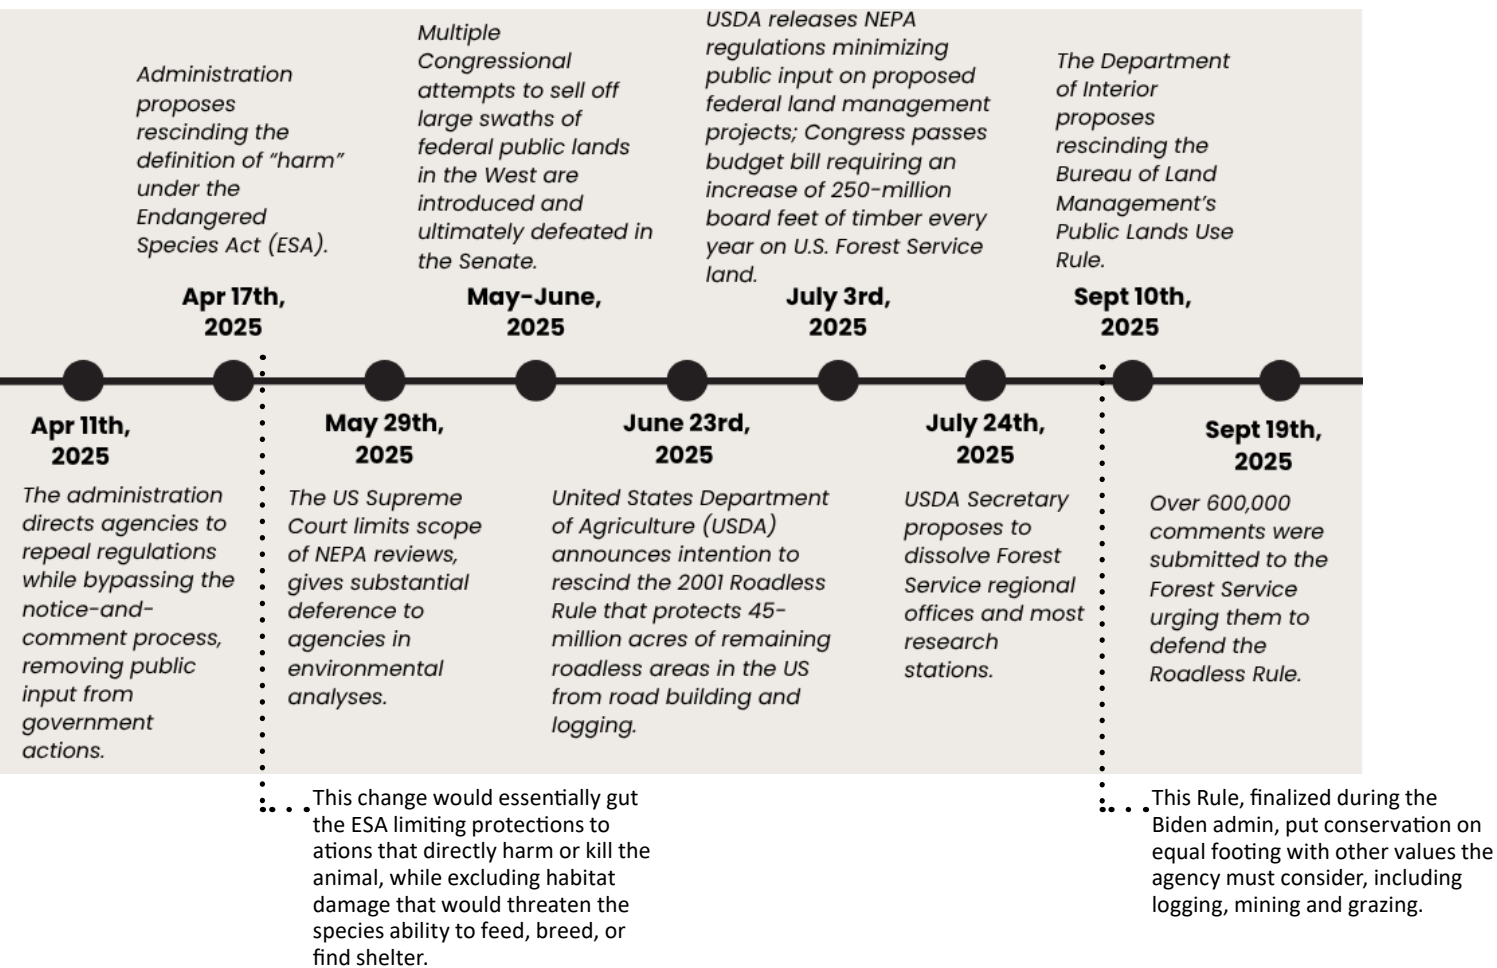 Administration
proposes
rescinding the
definition of “harm”
under the
Endangered
Species Act (ESA).
Apr 17th,
2025
Multiple
Congressional
attempts to sell off
large swaths of
federal public lands
in the West are
introduced and
ultimately defeated in
the Senate.
May-June,
2025
USDA releases NEPA
regulations minimizing
public input on proposed
federal land management
projects; Congress passes
budget bill requiring an
increase of 250-million
board feet of timber every
year on U.S. Forest Service
land.
July 3rd,
2025
The Department
of Interior
proposes
rescinding the
Bureau of Land
Management’s
Public Lands Use
Rule.
Sept 10th,
2025
Apr 11th,
2025
The administration
directs agencies to
repeal regulations
while bypassing the
notice-and-
comment process,
removing public
input from
government
actions.
May 29th,
2025
The US Supreme
Court limits scope
of NEPA reviews,
gives substantial
deference to
agencies in
environmental
analyses.
June 23rd,
2025
United States Department
of Agriculture (USDA)
announces intention to
rescind the 2001 Roadless
Rule that protects 45-
million acres of remaining
roadless areas in the US
from road building and
logging.
July 24th,
2025
USDA Secretary
proposes to
dissolve Forest
Service regional
offices and most
research
stations.
Sept 19th,
2025
Over 600,000
comments were
submitted to the
Forest Service
urging them to
defend the
Roadless Rule.
This change would essentially gut
the ESA limiting protections to
ations that directly harm or kill the
animal, while excluding habitat
damage that would threaten the
species ability to feed, breed, or
find shelter.
This Rule, finalized during the
Biden admin, put conservation on
equal footing with other values the
agency must consider, including
logging, mining and grazing.